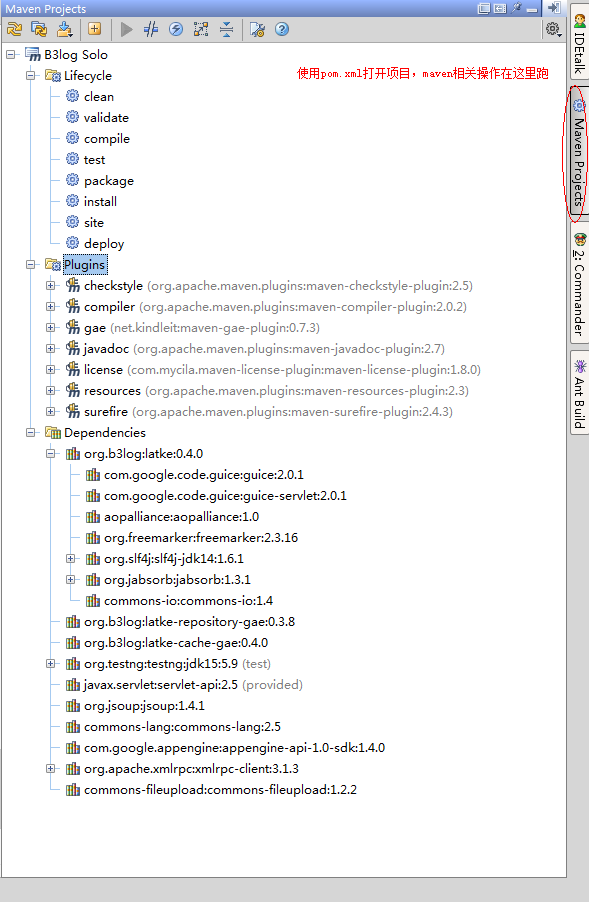 Maven Projects
B3log Solo
Lifecycle
使用pom.xml打开项目，maven相关操作在这里跑
clean
validate
compile
test
package
install
site
deploy
Plugins
checkstyle (org.apache.maven.plugins:maven-checkstyle-plugin:2.5)
compiler (org.apache.maven.plugins:maven-compiler-plugin:2.0.2)
gae (net.kindleit:maven-gae-plugin:0.7.3)
javadoc (org.apache.maven.plugins:maven-javadoc-plugin:2.7)
license (com.mycila.maven-license-plugin:maven-license-plugin:1.8.0)
resources (org.apache.maven.plugins:maven-resources-plugin:2.3)
surefire (org.apache.maven.plugins:maven-surefire-plugin:2.4.3)
Dependencies
org.b3log:latke:0.4.0
com.google.code.guice:guice:2.0.1
com.google.code.guice:guice-servlet:2.0.1
aopalliance:aopalliance:1.0
org.freemarker:freemarker:2.3.16
org.slf4j:slf4j-jdk14:1.6.1
org.jabsorb:jabsorb:1.3.1
commons-io:commons-io:1.4
org.b3log:latke-repository-gae:0.3.8
org.b3log:latke-cache-gae:0.4.0
org.testng:testng:jdk15:5.9 (test)
javax.servlet:servlet-api:2.5 (provided)
org.jsoup:jsoup:1.4.1
commons-lang:commons-lang:2.5
com.google.appengine:appengine-api-1.0-sdk:1.4.0
org.apache.xmlrpc:xmlrpc-client:3.1.3
commons-fileupload:commons-fileupload:1.2.2
IDEtalk
Maven Projects
2: Commander
Ant Build